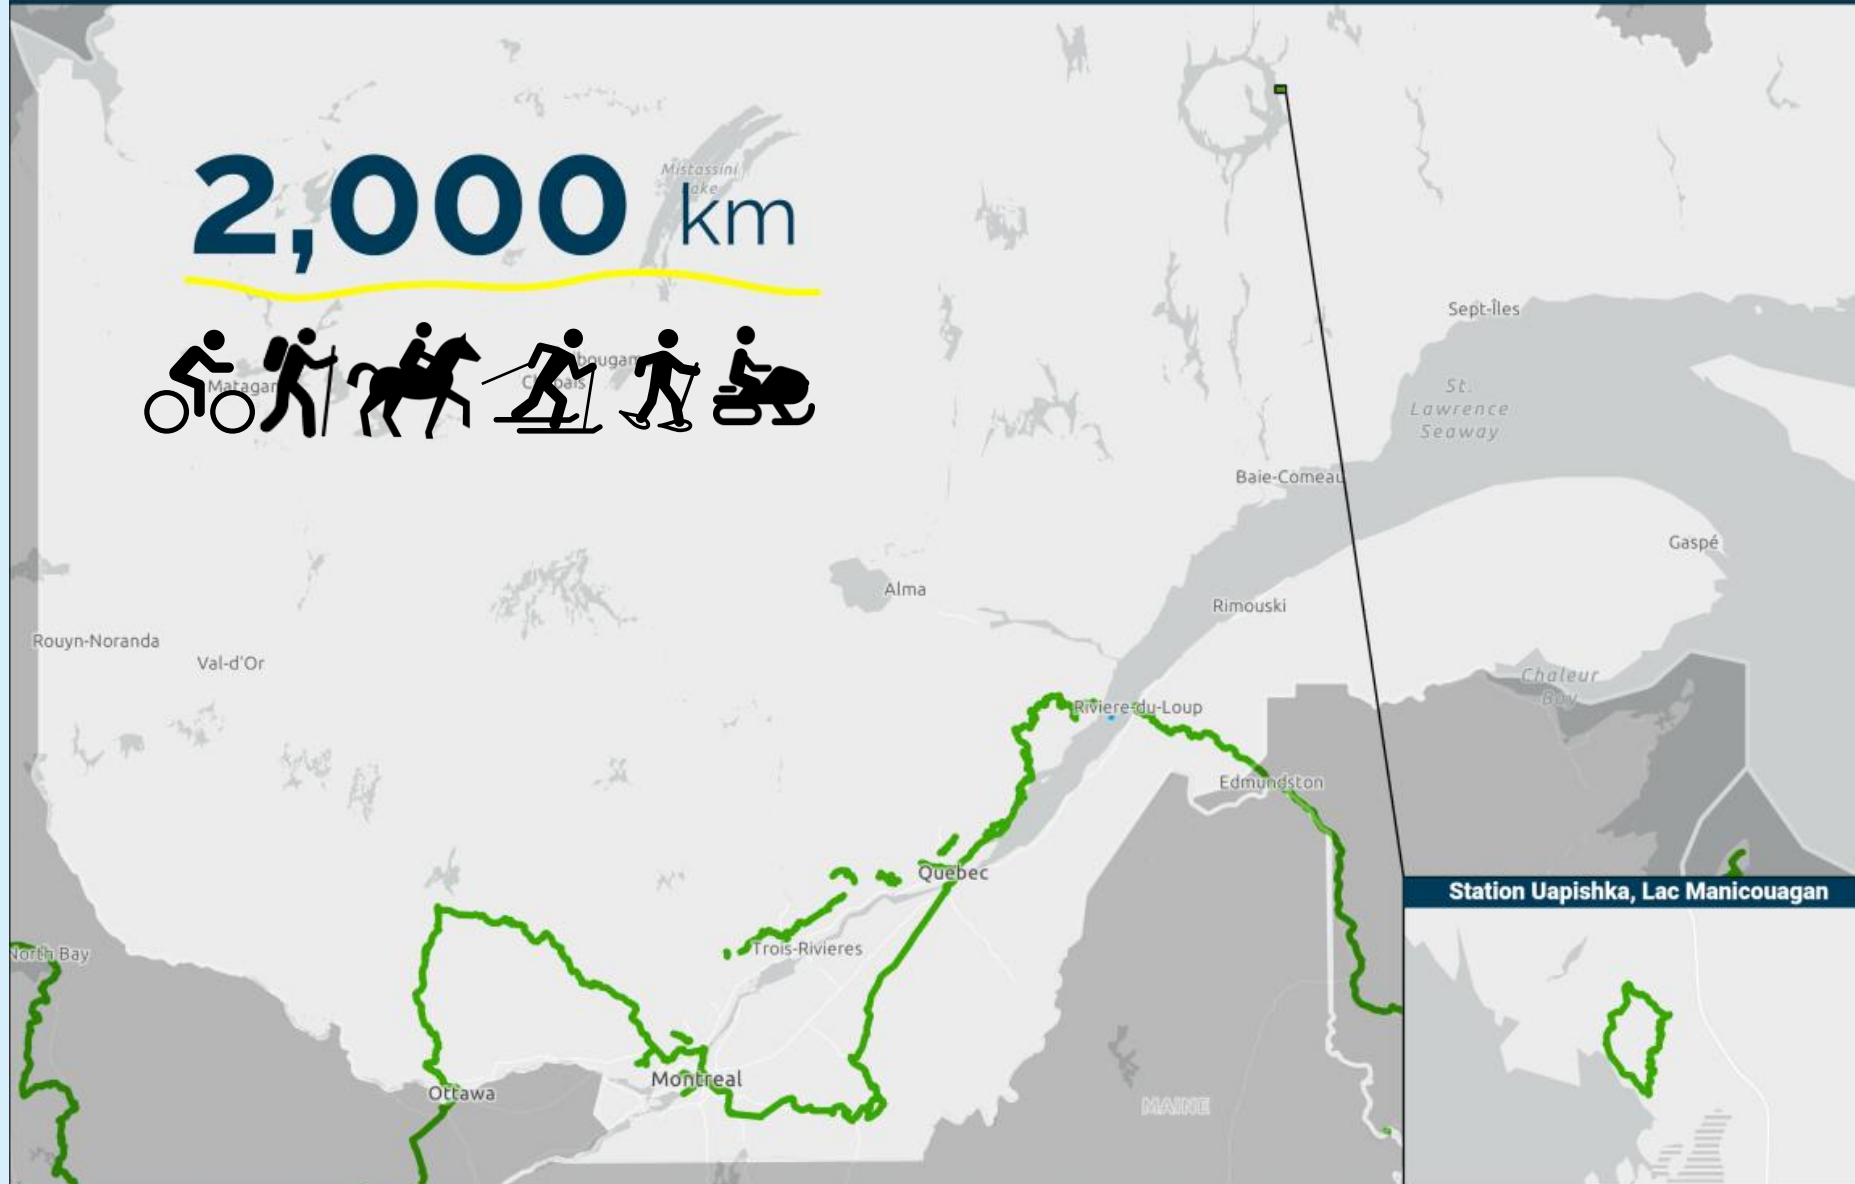 Mistassini
2,000 km
Sept-Îles
St.
Lawrence
Seaway
Baie-Comeau
Gaspé
Alma
Rimouski
Rouyn-Noranda
Val-d'Or
Chaleur
Bay
Riviere-du-Loup
Edmundston
Quebec
Station Uapishka, Lac Manicouagan
North Bay
Trois-Rivieres
Montreal
Ottawa
MAINE